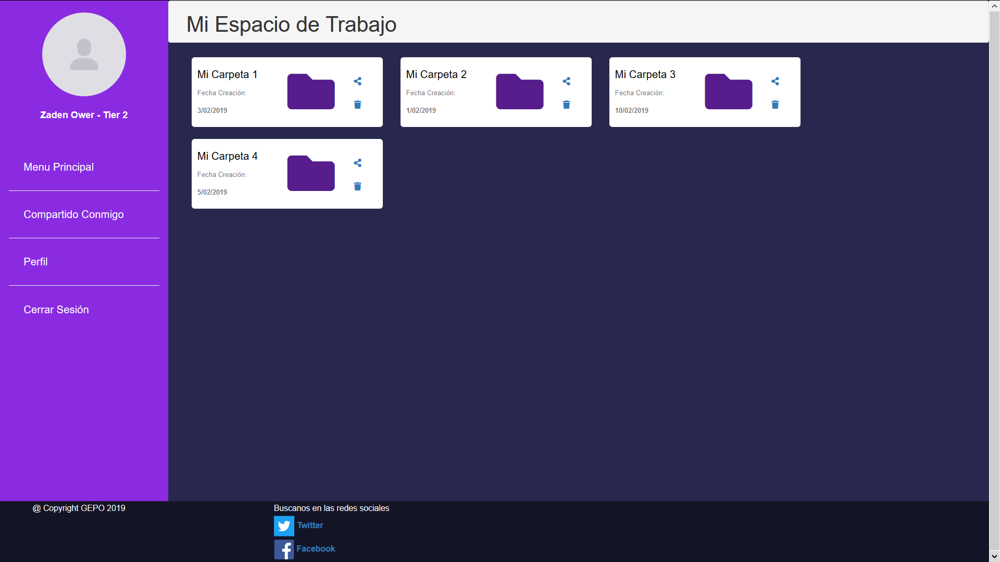 Mi Espacio de Trabajo
Zaden Ower - Tier 2
Menu Principal
Compartido Conmigo
Perfil
Cerrar Sesión
Mi Carpeta 1
Fecha Creación:
3/02/2019
Mi Carpeta 2
Fecha Creación:
1/02/2019
Mi Carpeta 3
Fecha Creación:
10/02/2019
Mi Carpeta 4
Fecha Creación:
5/02/2019
@ Copyright GEPO 2019
Buscanos en las redes sociales
Twitter
Facebook